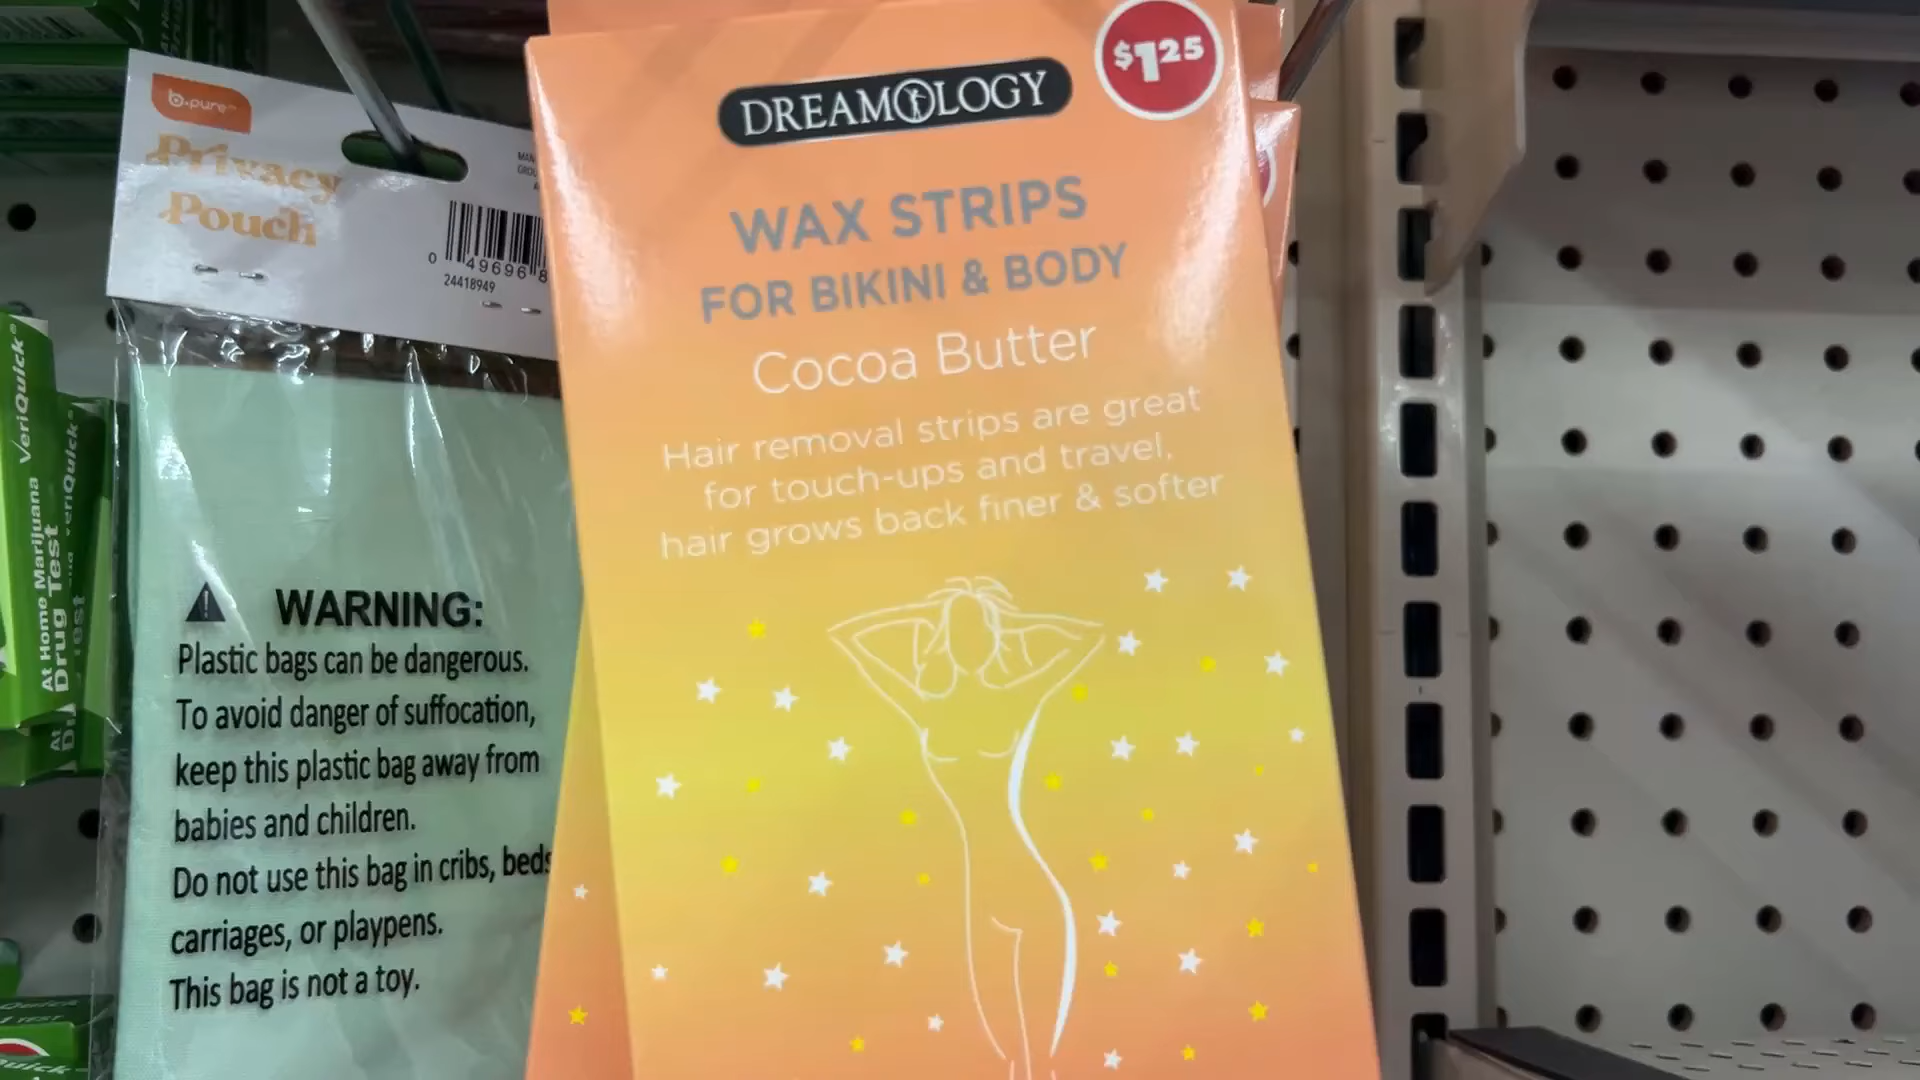 b.pure
Privacy
Pouch
0 49696 8
24418949
VeriQuick
At Home Marijuana
Drug Test
WARNING:
Plastic bags can be dangerous.
To avoid danger of suffocation,
keep this plastic bag away from
babies and children.
Do not use this bag in cribs, beds
carriages, or playpens.
This bag is not a toy.
$1.25
DREAMOLOGY
WAX STRIPS
FOR BIKINI & BODY
Cocoa Butter
Hair removal strips are great
for touch-ups and travel,
hair grows back finer & softer